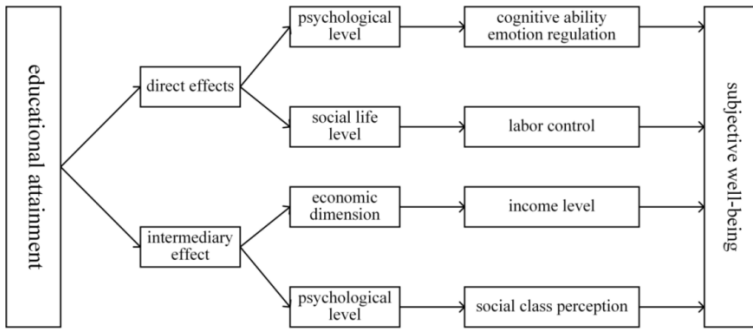 educational attainment
direct effects
intermediary
effect
psychological
level
social life
level
economic
dimension
psychological
level
cognitive ability
emotion regulation
labor control
income level
social class perception
subjective well-being